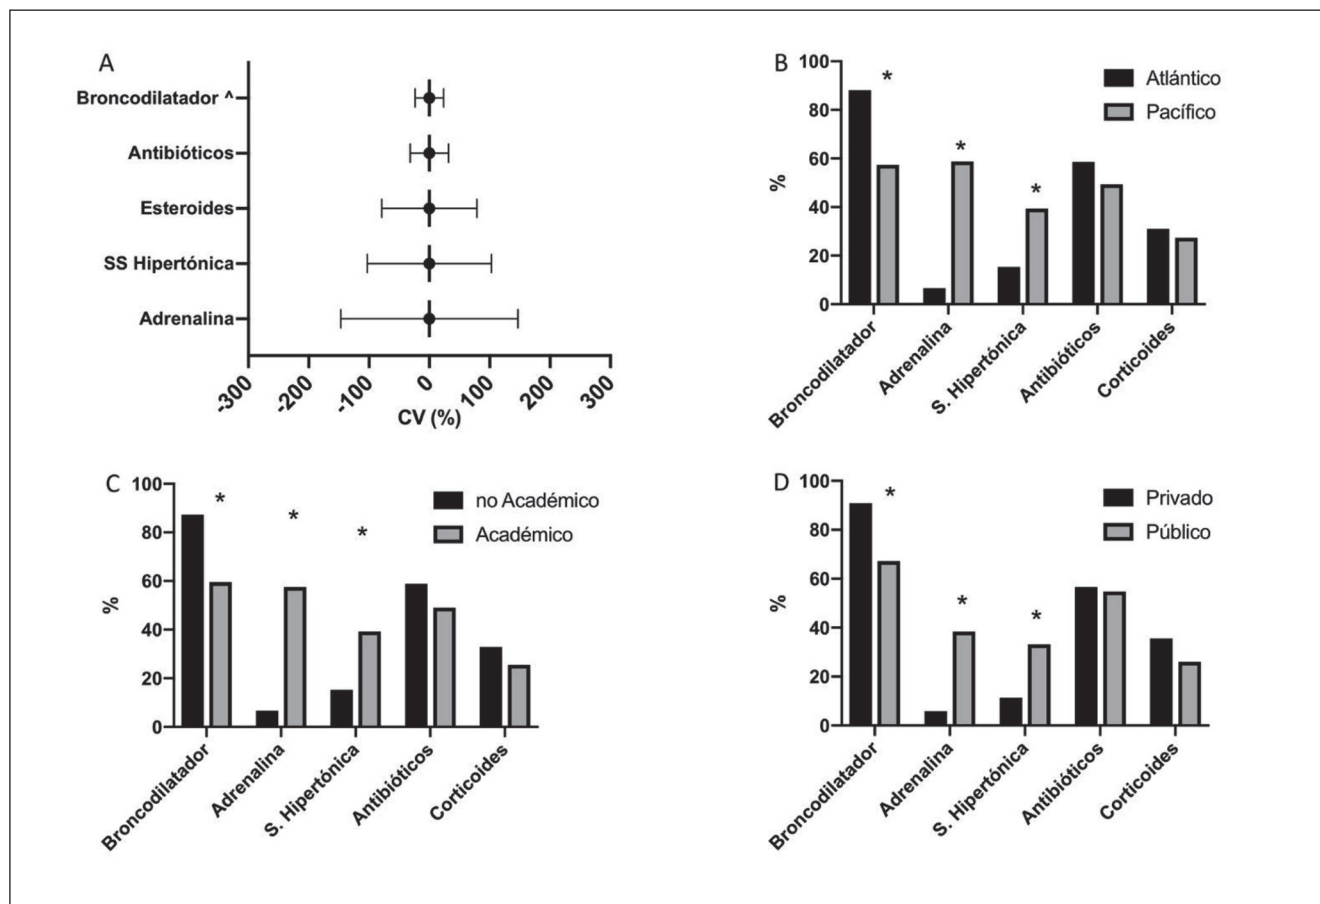 A
Broncodilatador ^
Antibióticos
Esteroides
SS Hipertónica
Adrenalina
-300
-200
-100
0
100
200
300
CV (%)
B
100
80
60
40
20
0
%
*
*
*
Atlántico
Pacífico
Broncodilatador
Adrenalina
S. Hipertónica
Antibióticos
Corticoides
C
100
80
60
40
20
0
%
*
*
*
no Académico
Académico
Broncodilatador
Adrenalina
S. Hipertónica
Antibióticos
Corticoides
D
100
80
60
40
20
0
%
*
*
*
Privado
Público
Broncodilatador
Adrenalina
S. Hipertónica
Antibióticos
Corticoides